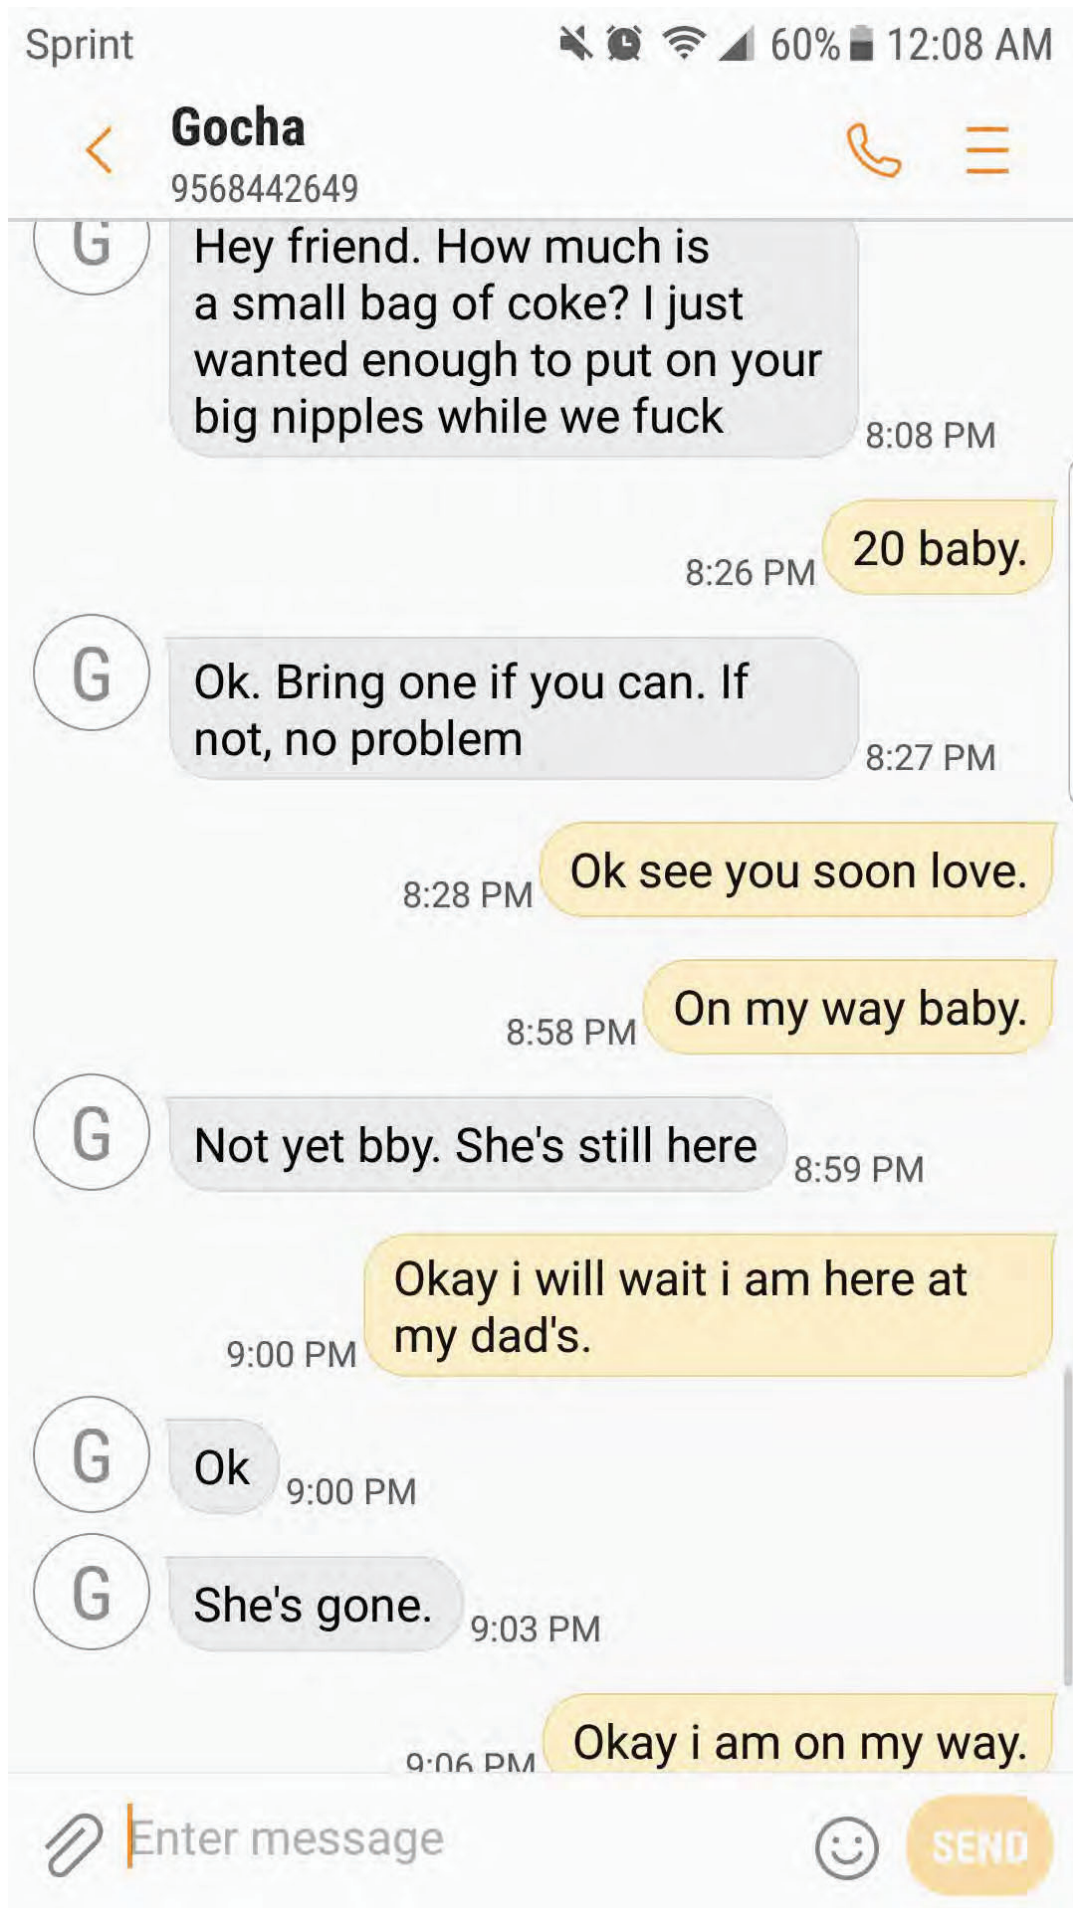 Sprint 60% 12:08 AM
Gocha
9568442649
G
Hey friend. How much is
a small bag of coke? I just
wanted enough to put on your
big nipples while we fuck
8:08 PM
20 baby.
8:26 PM
G
Ok. Bring one if you can. If
not, no problem
8:27 PM
Ok see you soon love.
8:28 PM
On my way baby.
8:58 PM
G
Not yet bby. She's still here
8:59 PM
Okay i will wait i am here at
my dad's.
9:00 PM
G
Ok
9:00 PM
G
She's gone.
9:03 PM
Okay i am on my way.
9:06 PM
Enter message
SEND